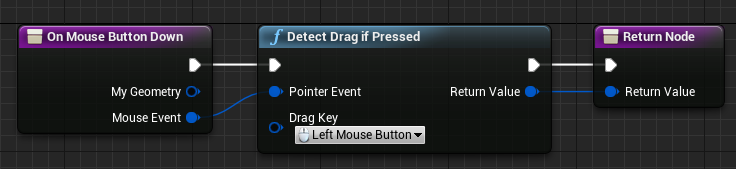 On Mouse Button Down
My Geometry
Mouse Event
Detect Drag if Pressed
Pointer Event
Return Value
Drag Key
Left Mouse Button
Return Node
Return Value